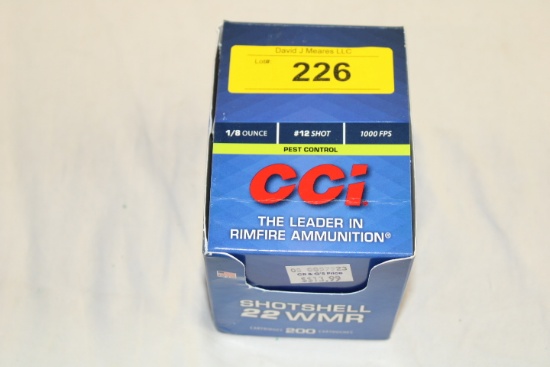 David J Meares LLC
Lot#
226
1/8 OUNCE
#12 SHOT
1000 FPS
PEST CONTROL
CCI
THE LEADER IN
RIMFIRE AMMUNITION®
SHOTSHELL
22 WMR
200